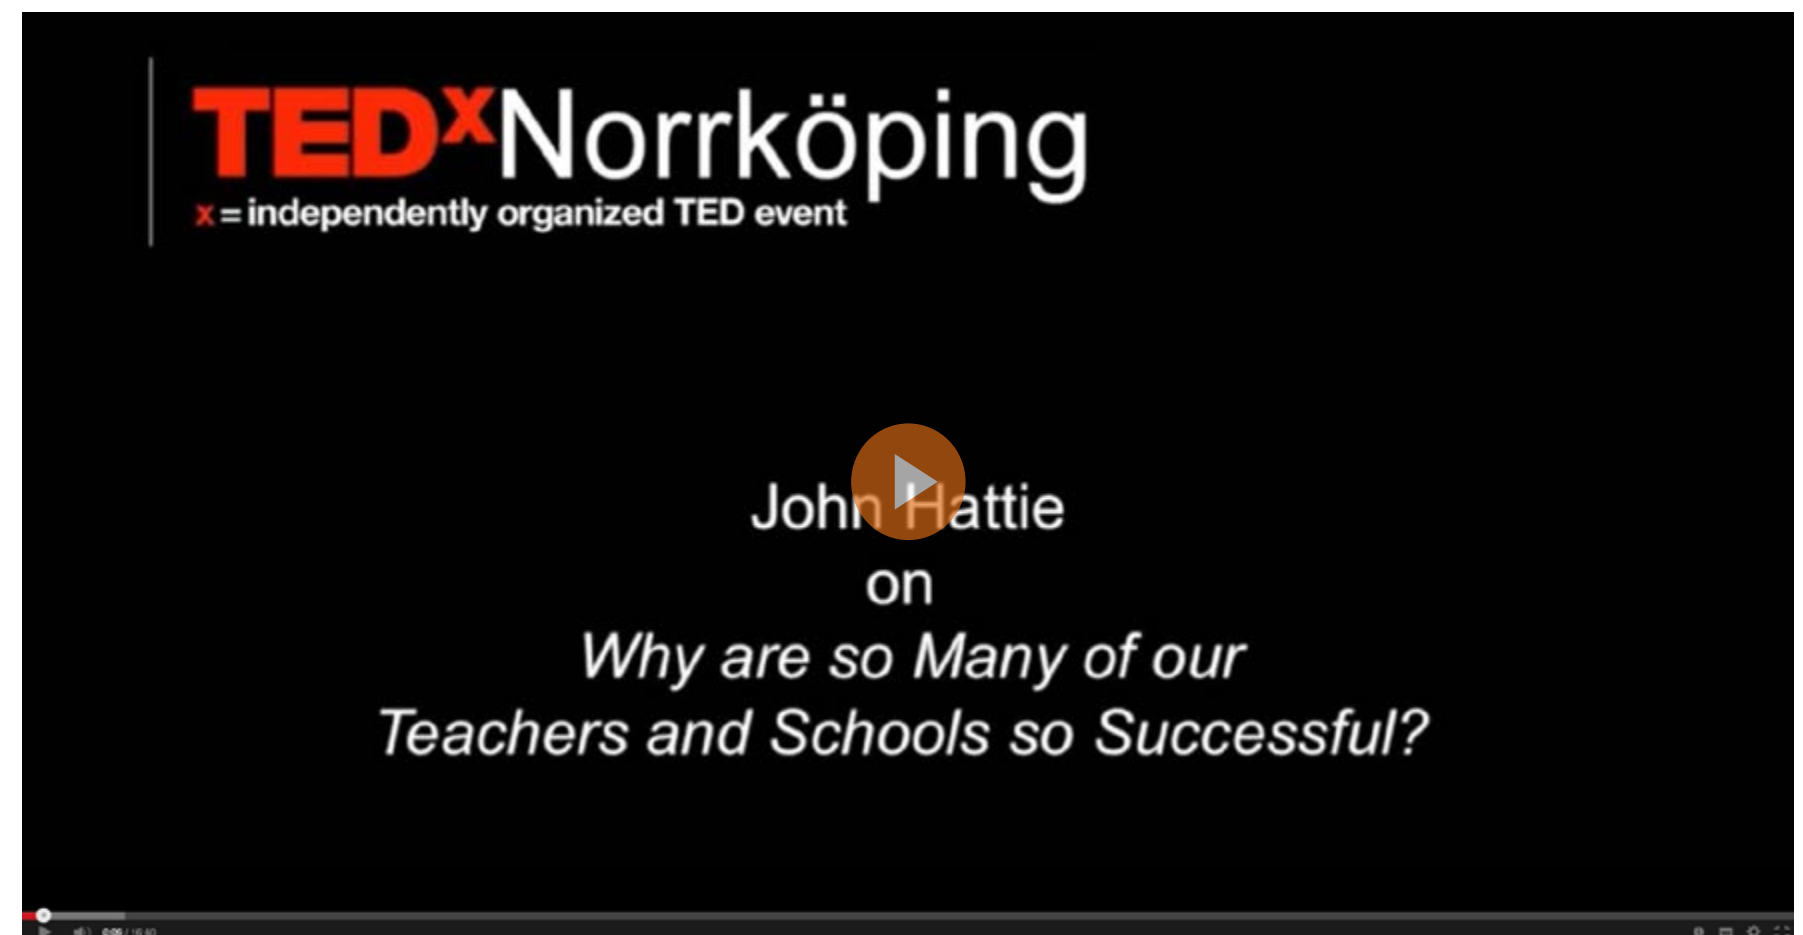 TEDxNorrköping
x = independently organized TED event
John Hattie
on
Why are so Many of our
Teachers and Schools so Successful?